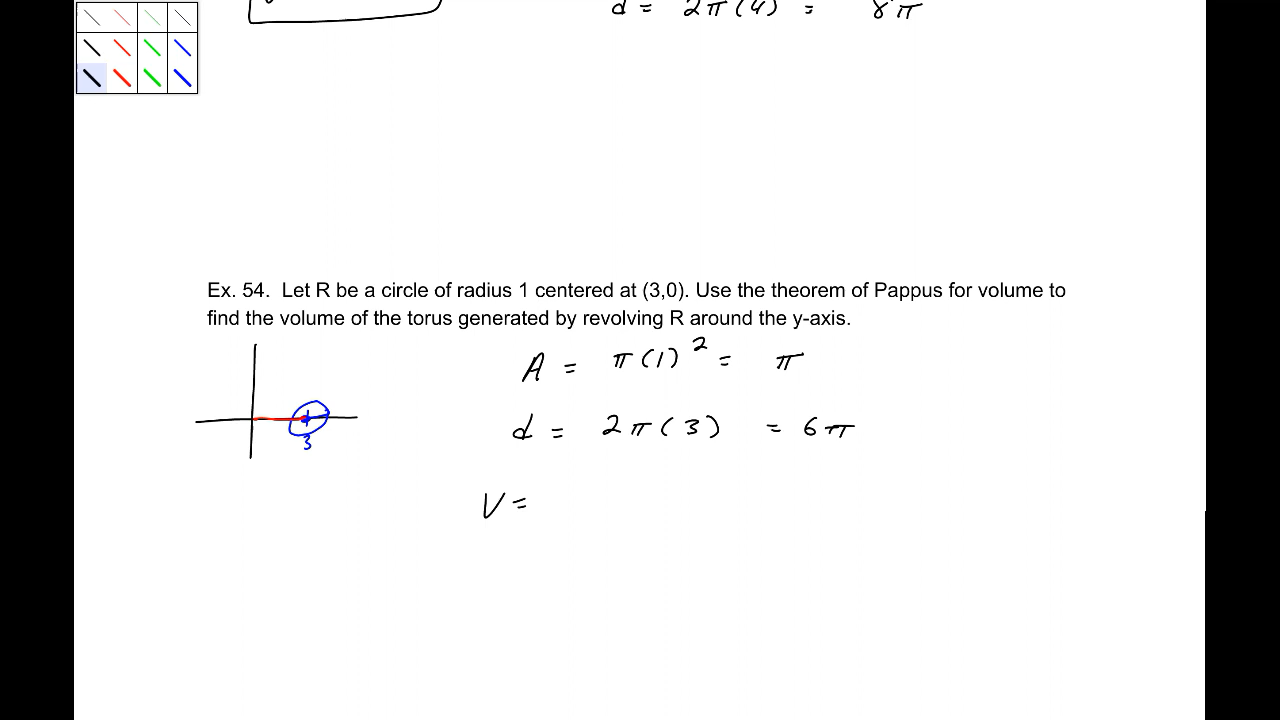 d = 2π(4) = 8π
Ex. 54. Let R be a circle of radius 1 centered at (3,0). Use the theorem of Pappus for volume to
find the volume of the torus generated by revolving R around the y-axis.
A = π(1)² = π
d = 2π(3) = 6π
3
V =